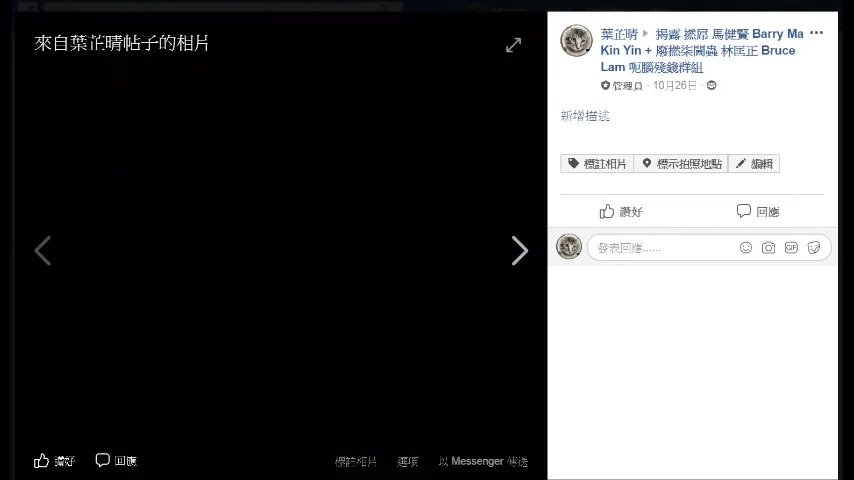 來自葉芷晴帖子的相片
葉芷晴 ▸ 揭露 撚屌 馬健賢 Barry Ma
Kin Yin + 廢撚柒鬪蟲 林匡正 Bruce
Lam 呃腦殘錢群組
管理員 · 10月26日 ·
新增描述
標註相片 標示拍照地點 編輯
讚好 回應
發表回應......
GIF
讚好 回應 標註相片 選項 以 Messenger 傳送